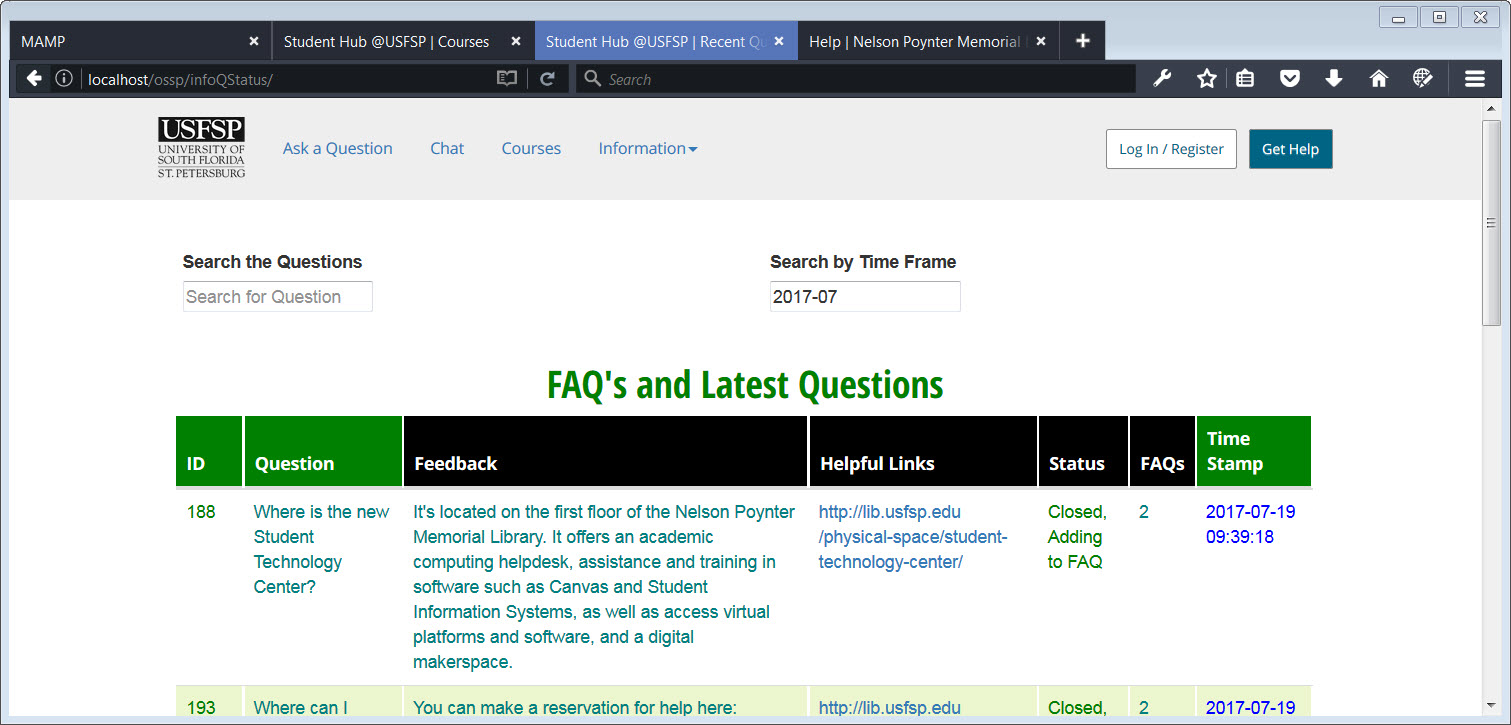 MAMP
Student Hub @USFSP | Courses
Student Hub @USFSP | Recent Qu
Help | Nelson Poynter Memorial
localhost/ossp/infoQStatus/
Search
USFSP
UNIVERSITY OF
SOUTH FLORIDA
ST. PETERSBURG
Ask a Question
Chat
Courses
Information
Log In / Register
Get Help
Search the Questions
Search by Time Frame
Search for Question
2017-07
FAQ's and Latest Questions
ID
Question
Feedback
Helpful Links
Status
FAQs
Time
Stamp
188
Where is the new
Student
Technology
Center?
It's located on the first floor of the Nelson Poynter
Memorial Library. It offers an academic
computing helpdesk, assistance and training in
software such as Canvas and Student
Information Systems, as well as access virtual
platforms and software, and a digital
makerspace.
http://lib.usfsp.edu
/physical-space/student-
technology-center/
Closed,
Adding
to FAQ
2
2017-07-19
09:39:18
193
Where can I
You can make a reservation for help here:
http://lib.usfsp.edu
Closed,
2
2017-07-19